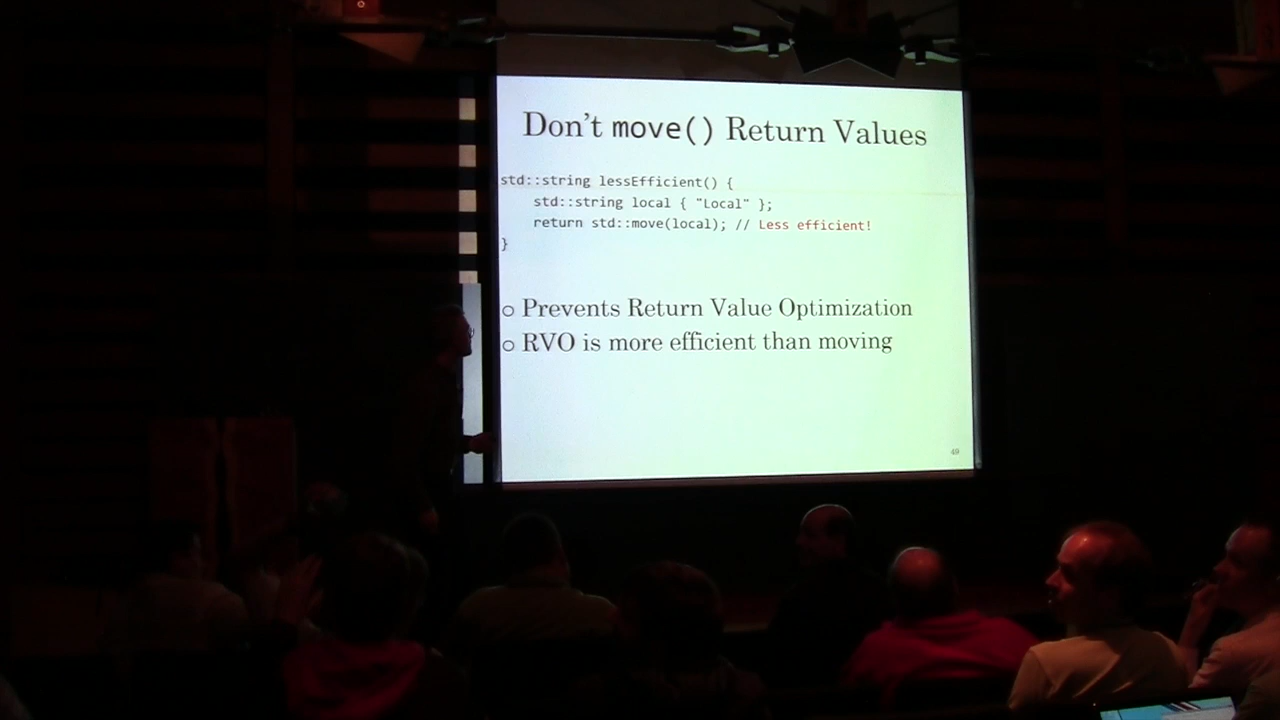 Don't move() Return Values
std::string lessEfficient() {
    std::string local { "Local" };
    return std::move(local); // Less efficient!
}
○ Prevents Return Value Optimization
○ RVO is more efficient than moving
49